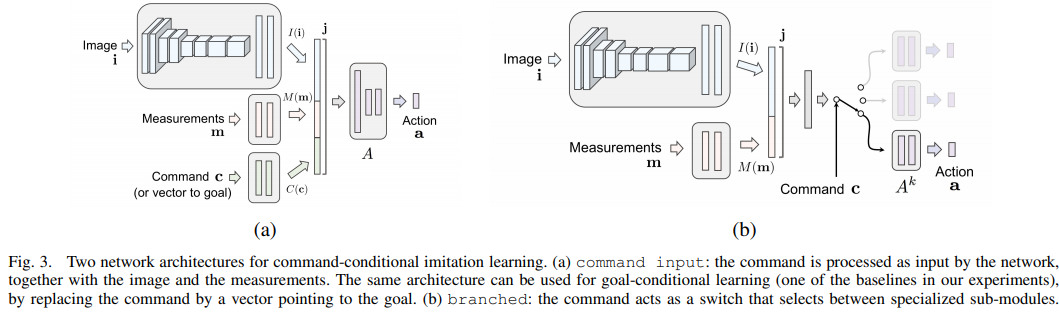 Image
i
I(i)
j
Measurements
m
M(m)
Command c
(or vector to goal)
C(c)
A
Action
a
(a)
Image
i
I(i)
j
Measurements
m
M(m)
Command c
A^k
Action
a
(b)
Fig. 3. Two network architectures for command-conditional imitation learning. (a) command input: the command is processed as input by the network,
together with the image and the measurements. The same architecture can be used for goal-conditional learning (one of the baselines in our experiments),
by replacing the command by a vector pointing to the goal. (b) branched: the command acts as a switch that selects between specialized sub-modules.